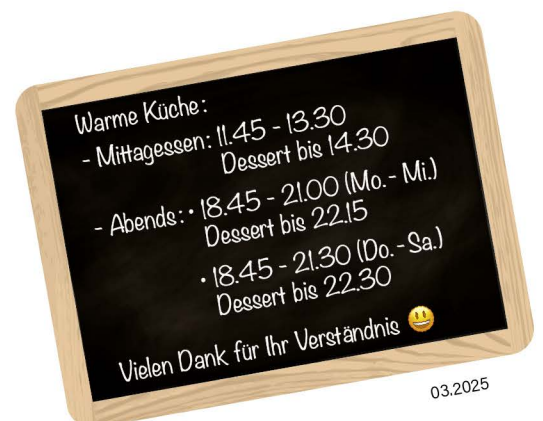 Warme Küche:
- Mittagessen: 11.45 - 13.30
Dessert bis 14.30
- Abends: • 18.45 - 21.00 (Mo. - Mi.)
Dessert bis 22.15
• 18.45 - 21.30 (Do. - Sa.)
Dessert bis 22.30
Vielen Dank für Ihr Verständnis 😃
03.2025